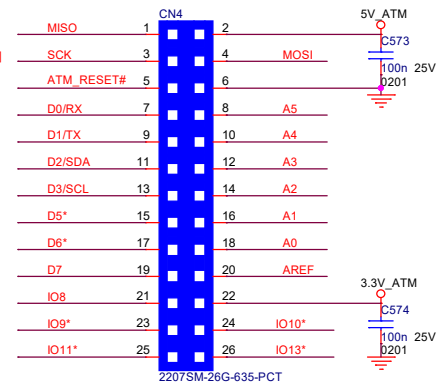 CN4
5V_ATM
MISO 1 2
C573
SCK 3 4 MOSI
100n 25V
ATM_RESET# 5 6
0201
D0/RX 7 8 A5
D1/TX 9 10 A4
D2/SDA 11 12 A3
D3/SCL 13 14 A2
D5* 15 16 A1
D6* 17 18 A0
D7 19 20 AREF
3.3V_ATM
IO8 21 22
C574
IO9* 23 24 IO10*
100n 25V
IO11* 25 26 IO13*
0201
2207SM-26G-635-PCT